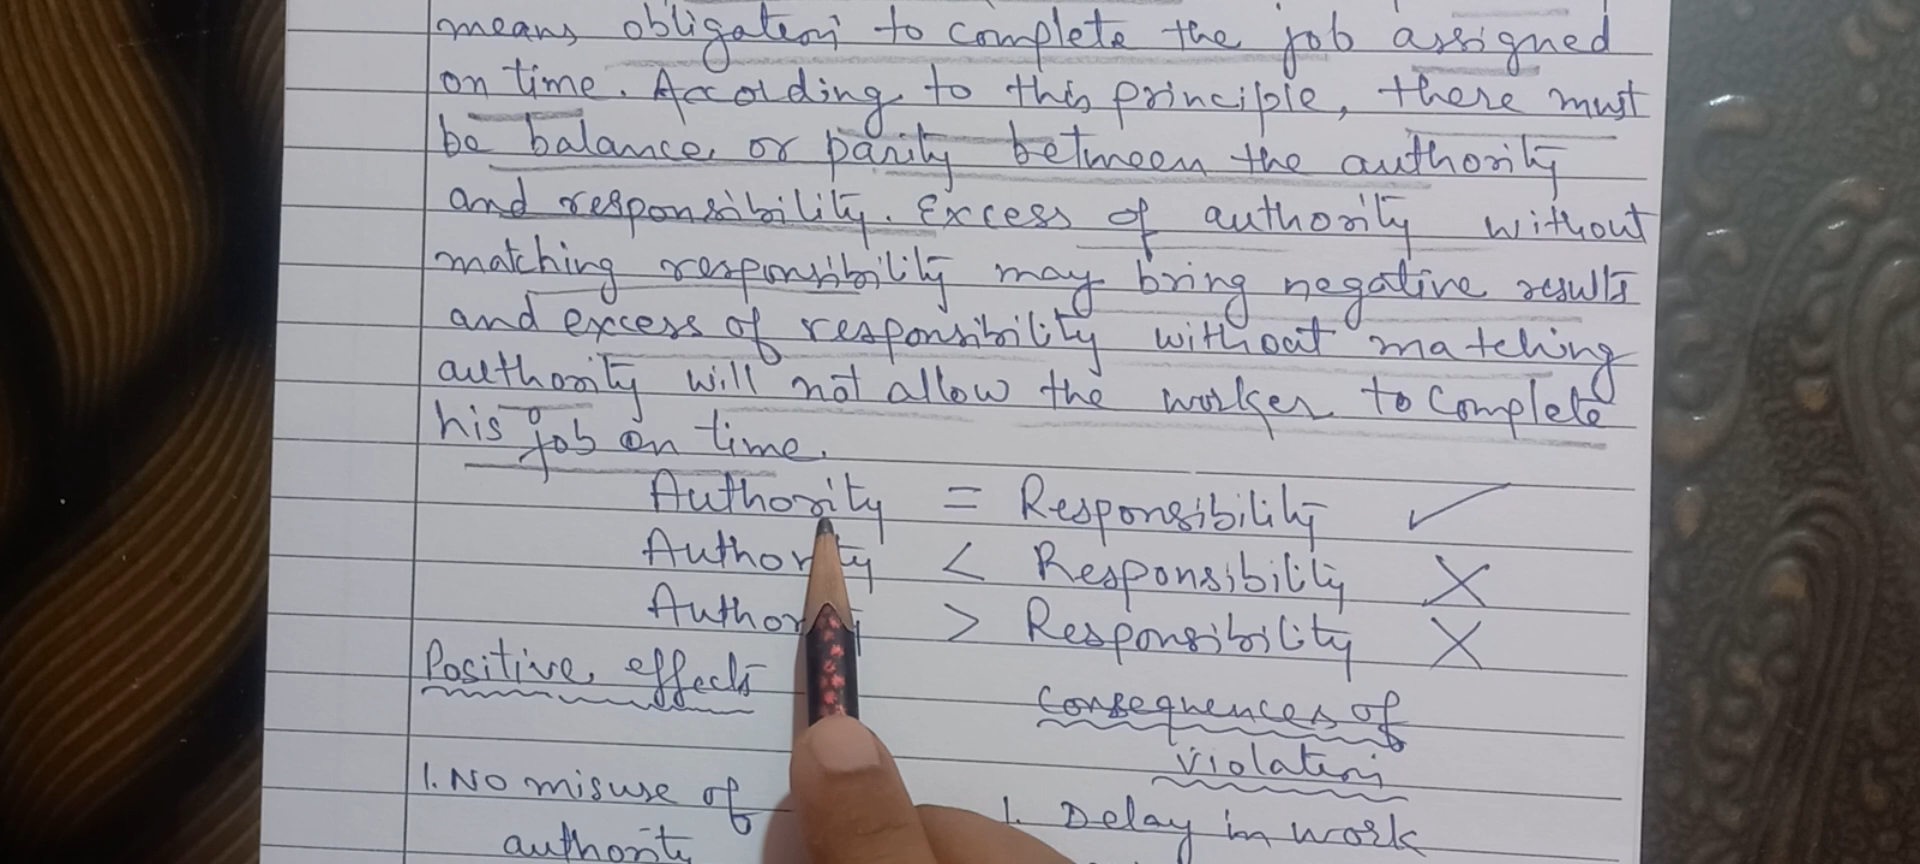 means obligation to complete the job assigned
on time. According to this principle, there must
be balance or parity between the authority
and responsibility. Excess of authority without
matching responsibility may bring negative results
and excess of responsibility without matching
authority will not allow the worker to complete
his job on time.
Authority = Responsibility ✓
Authority < Responsibility X
Author > Responsibility X
Positive effects
Consequences of
violation
1. No misuse of
1. Delay in work
authority